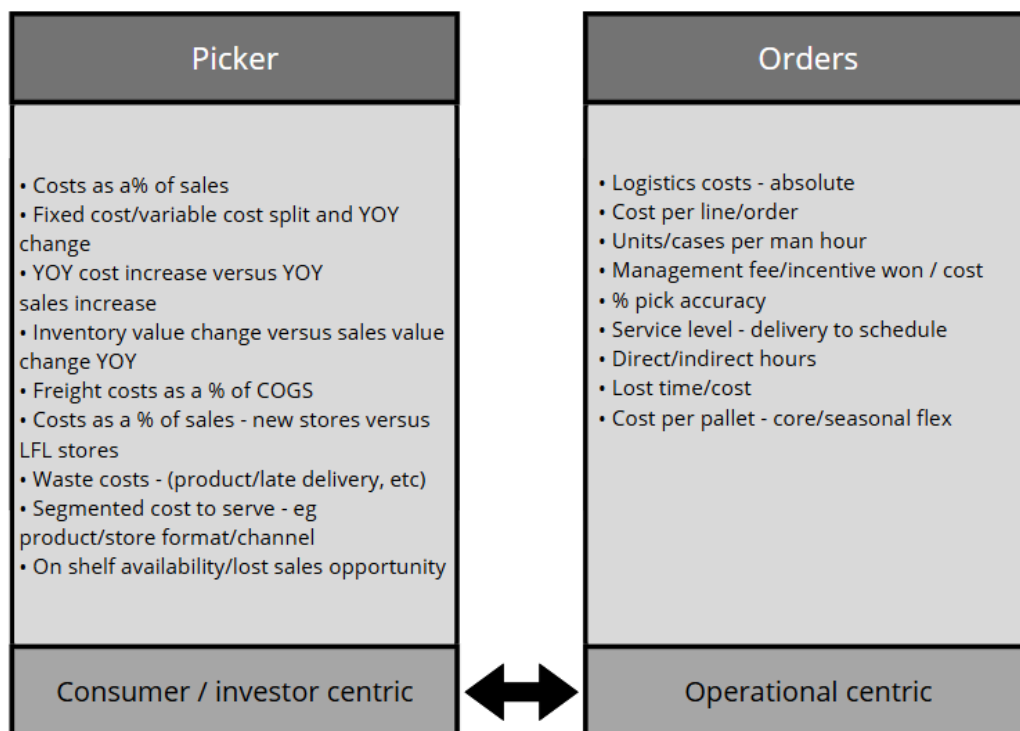 Picker
• Costs as a% of sales
• Fixed cost/variable cost split and YOY
change
• YOY cost increase versus YOY
sales increase
• Inventory value change versus sales value
change YOY
• Freight costs as a % of COGS
• Costs as a % of sales - new stores versus
LFL stores
• Waste costs - (product/late delivery, etc)
• Segmented cost to serve - eg
product/store format/channel
• On shelf availability/lost sales opportunity
Consumer / investor centric
Orders
• Logistics costs - absolute
• Cost per line/order
• Units/cases per man hour
• Management fee/incentive won / cost
• % pick accuracy
• Service level - delivery to schedule
• Direct/indirect hours
• Lost time/cost
• Cost per pallet - core/seasonal flex
Operational centric